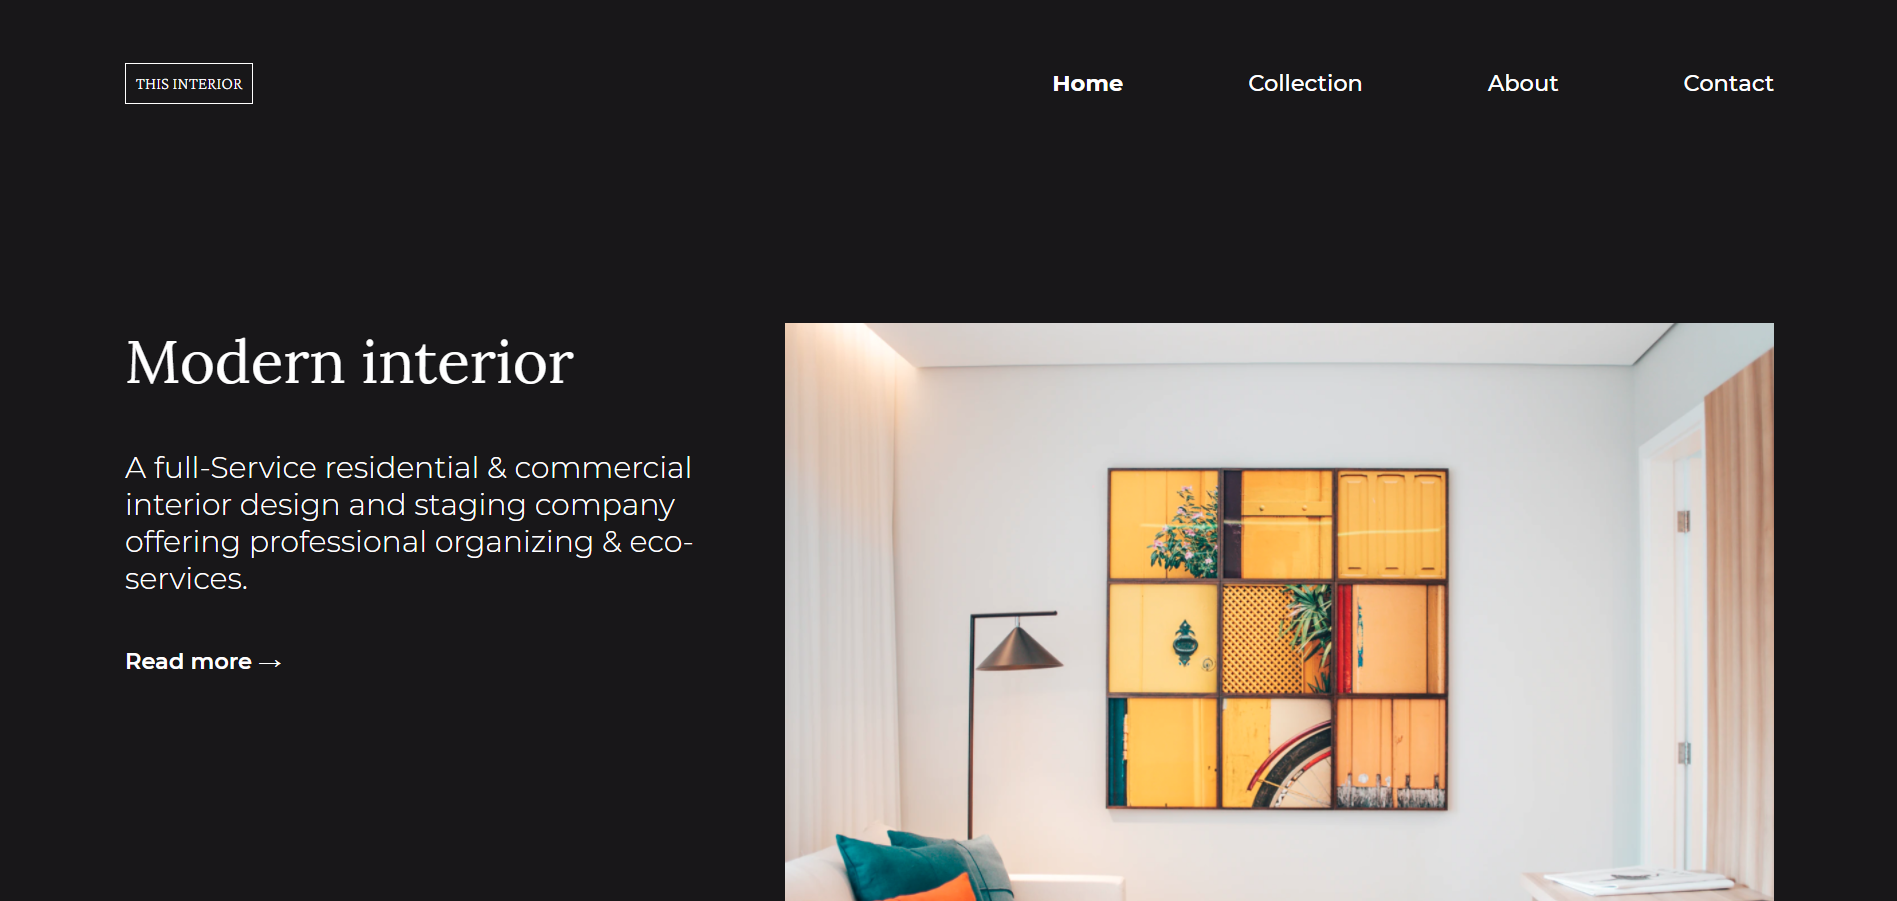 THIS INTERIOR
Home
Collection
About
Contact
Modern interior
A full-Service residential & commercial
interior design and staging company
offering professional organizing & eco-
services.
Read more →